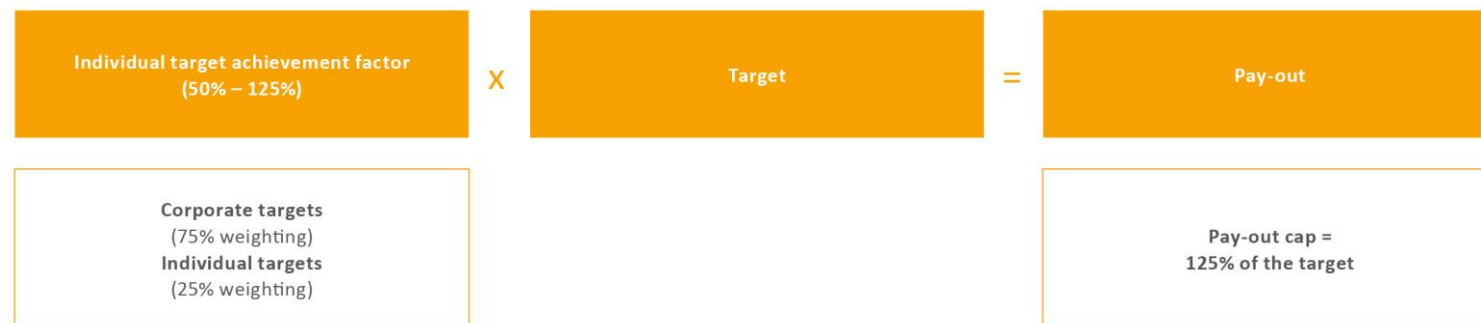 Individual target achievement factor
(50% – 125%)
x
Target
=
Pay-out
Corporate targets
(75% weighting)
Individual targets
(25% weighting)
Pay-out cap =
125% of the target